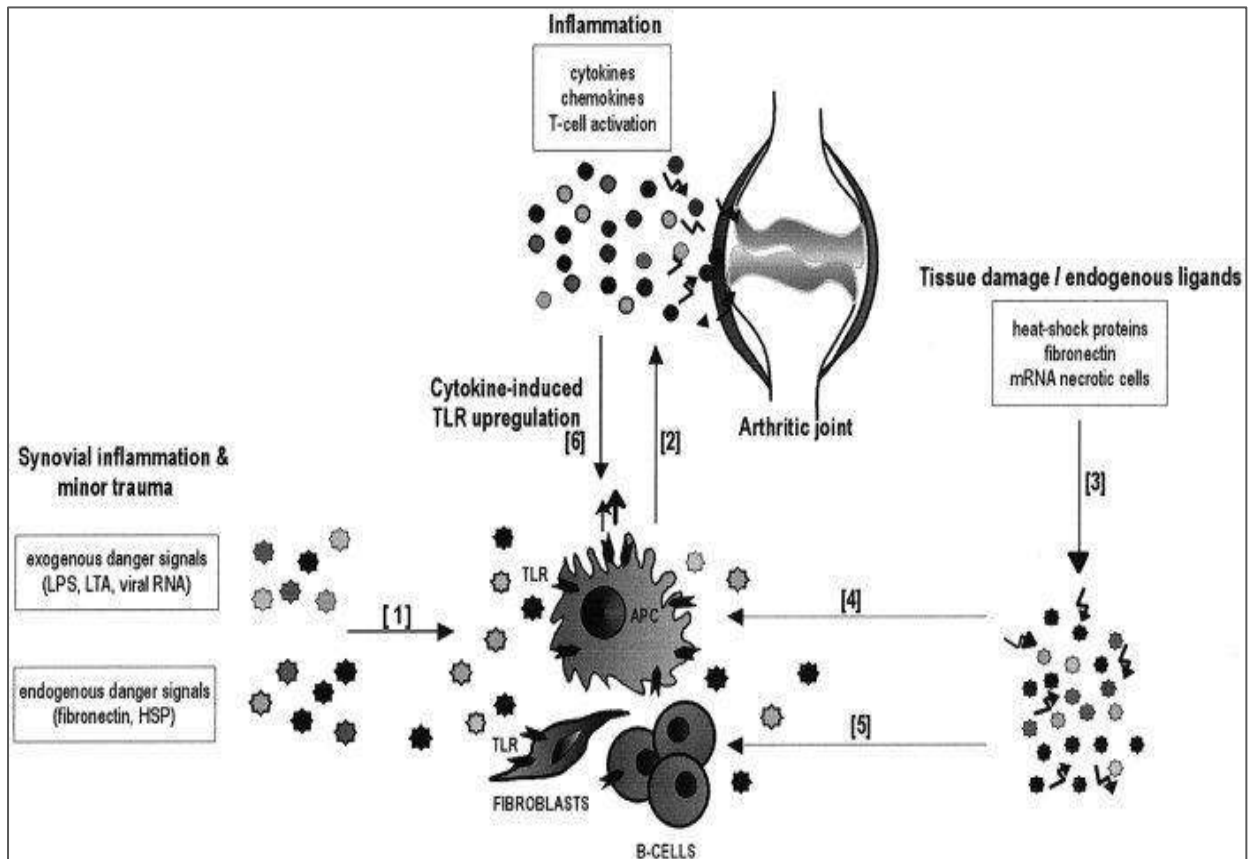 Inflammation
cytokines
chemokines
T-cell activation
Tissue damage / endogenous ligands
heat-shock proteins
fibronectin
mRNA necrotic cells
Cytokine-induced
TLR upregulation
[6]
[2]
Arthritic joint
[3]
Synovial inflammation &
minor trauma
exogenous danger signals
(LPS, LTA, viral RNA)
[1]
TLR
APC
[4]
endogenous danger signals
(fibronectin, HSP)
TLR
[5]
FIBROBLASTS
B-CELLS